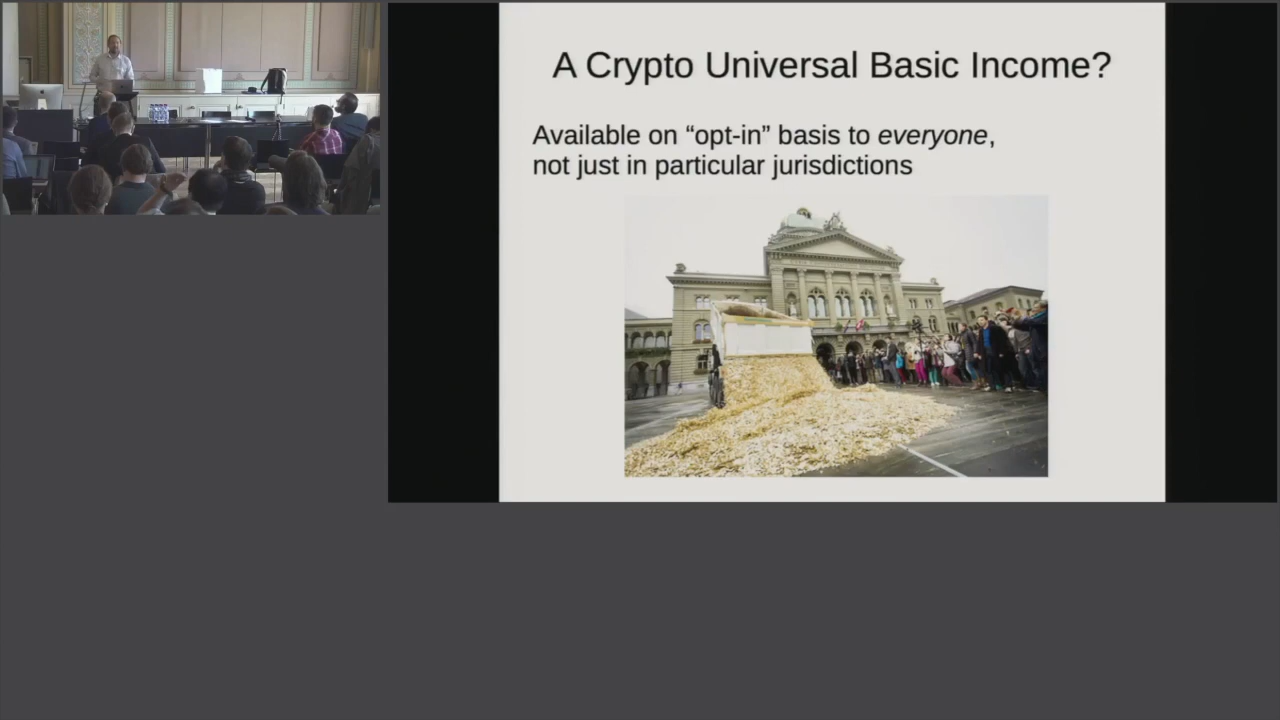 A Crypto Universal Basic Income?
Available on “opt-in” basis to everyone,
not just in particular jurisdictions